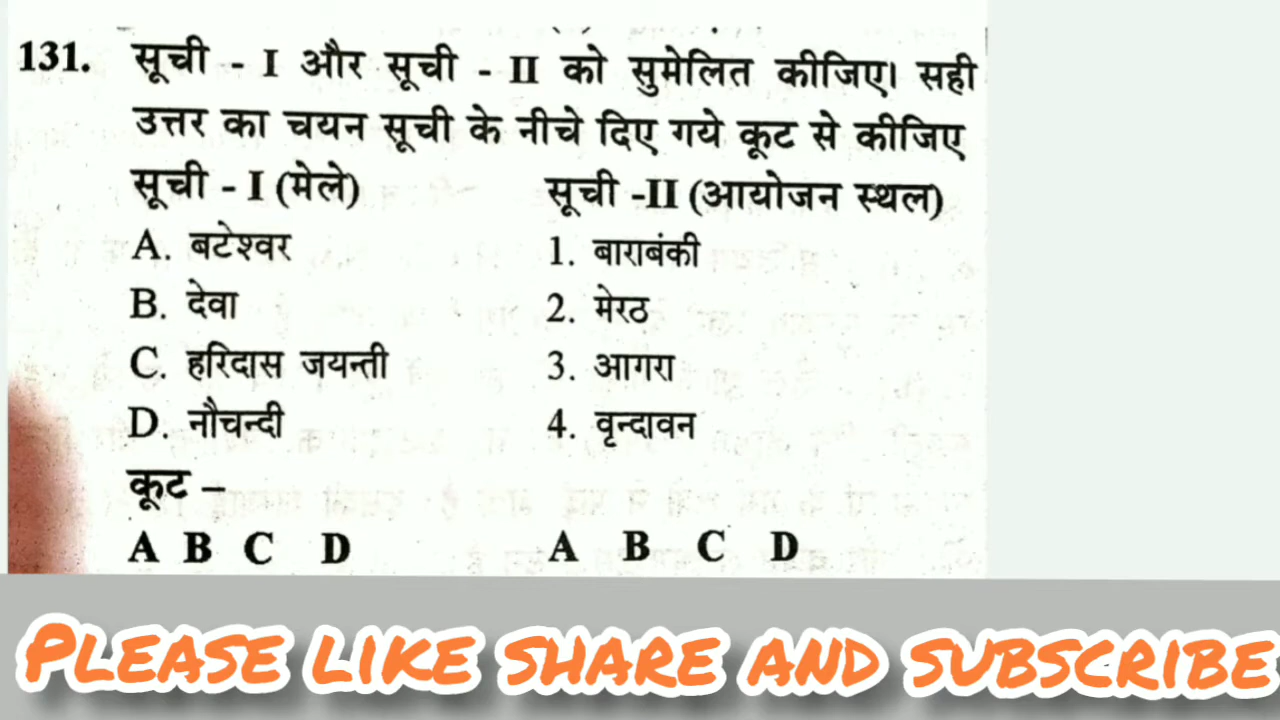 131. सूची - I और सूची - II को सुमेलित कीजिए। सही
उत्तर का चयन सूची के नीचे दिए गये कूट से कीजिए
सूची - I (मेले) सूची -II (आयोजन स्थल)
A. बटेश्वर 1. बाराबंकी
B. देवा 2. मेरठ
C. हरिदास जयन्ती 3. आगरा
D. नौचन्दी 4. वृन्दावन
कूट –
A B C D A B C D
PLEASE LIKE SHARE AND SUBSCRIBE